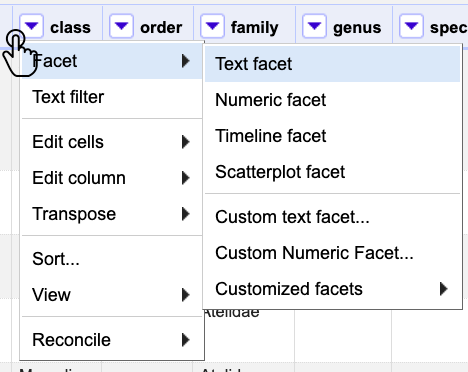 class order family genus spec
Facet
Text filter
Edit cells
Edit column
Transpose
Sort...
View
Reconcile
Text facet
Numeric facet
Timeline facet
Scatterplot facet
Custom text facet...
Custom Numeric Facet...
Customized facets
Atelidae